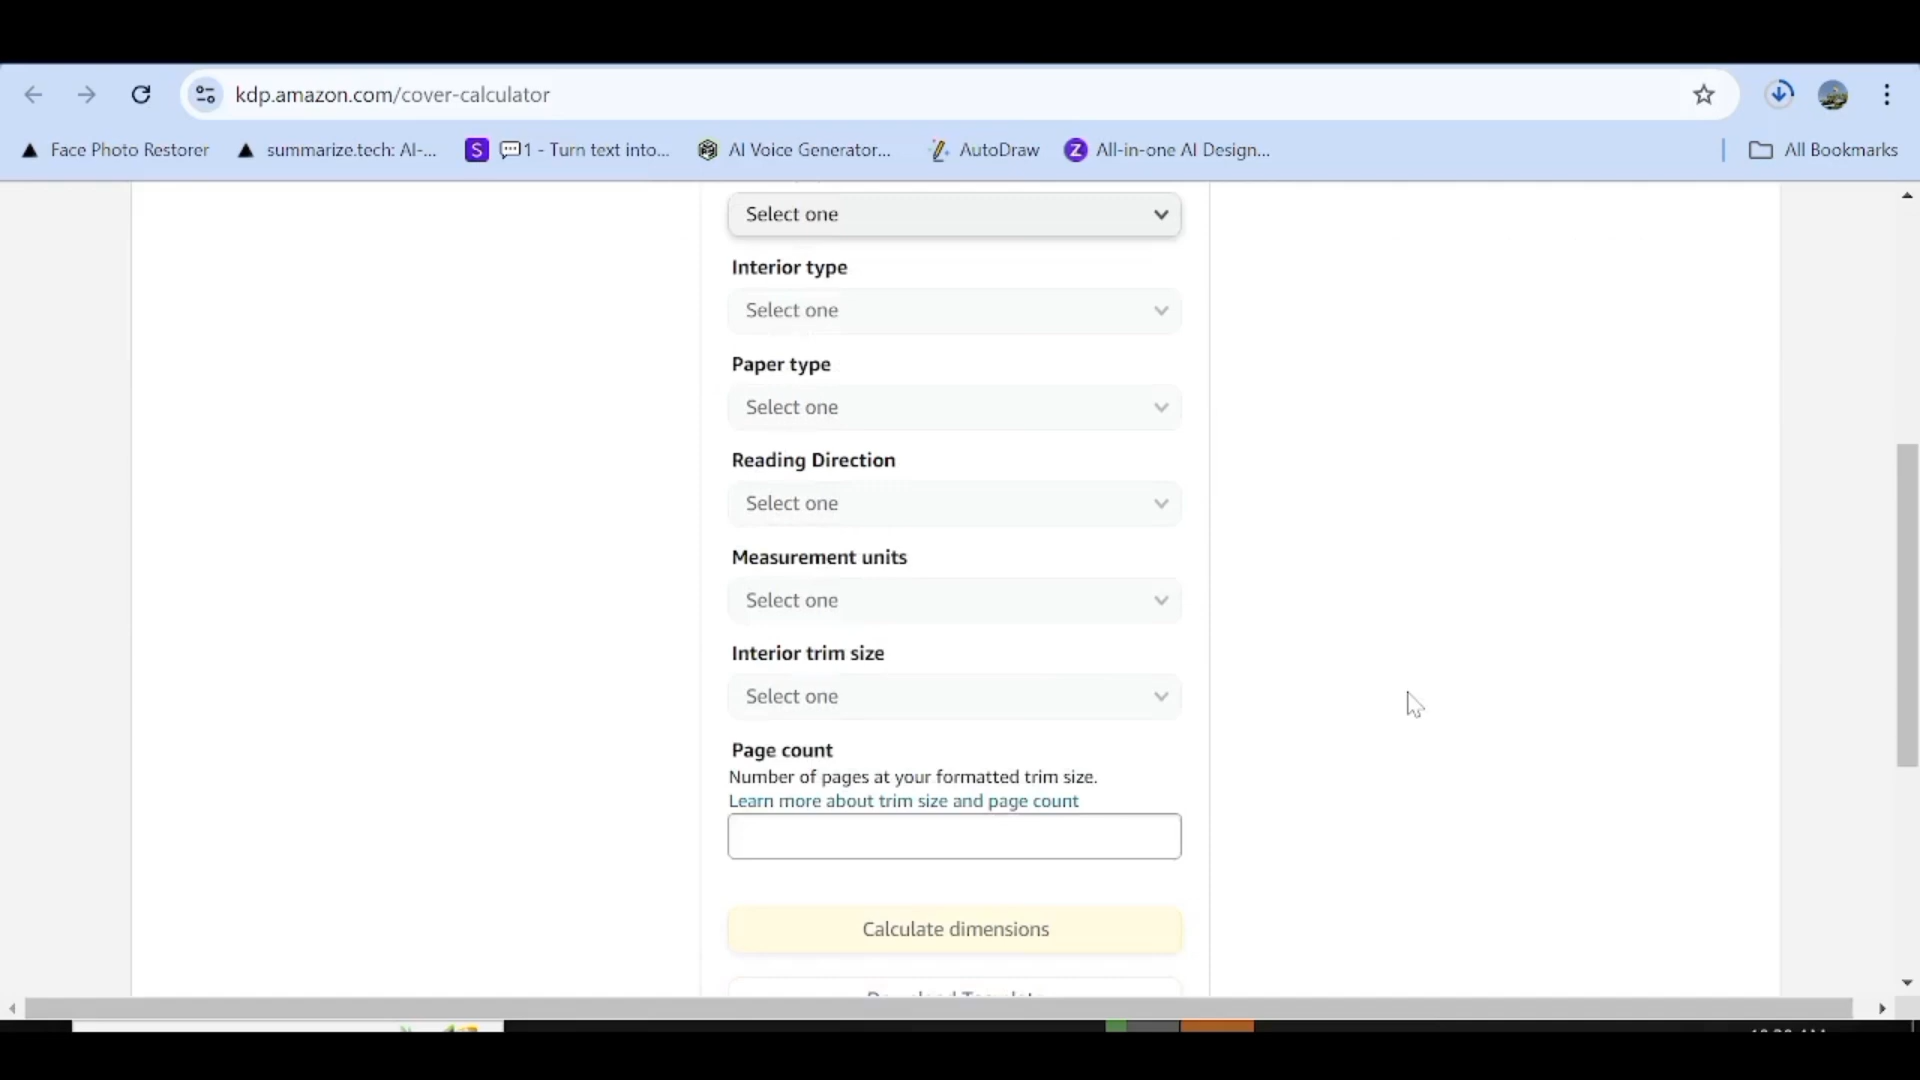 kdp.amazon.com/cover-calculator
Face Photo Restorer
summarize.tech: AI-...
S
1 - Turn text into...
AI Voice Generator...
AutoDraw
Z
All-in-one AI Design...
All Bookmarks
Select one
Interior type
Select one
Paper type
Select one
Reading Direction
Select one
Measurement units
Select one
Interior trim size
Select one
Page count
Number of pages at your formatted trim size.
Learn more about trim size and page count
Calculate dimensions
Download Template